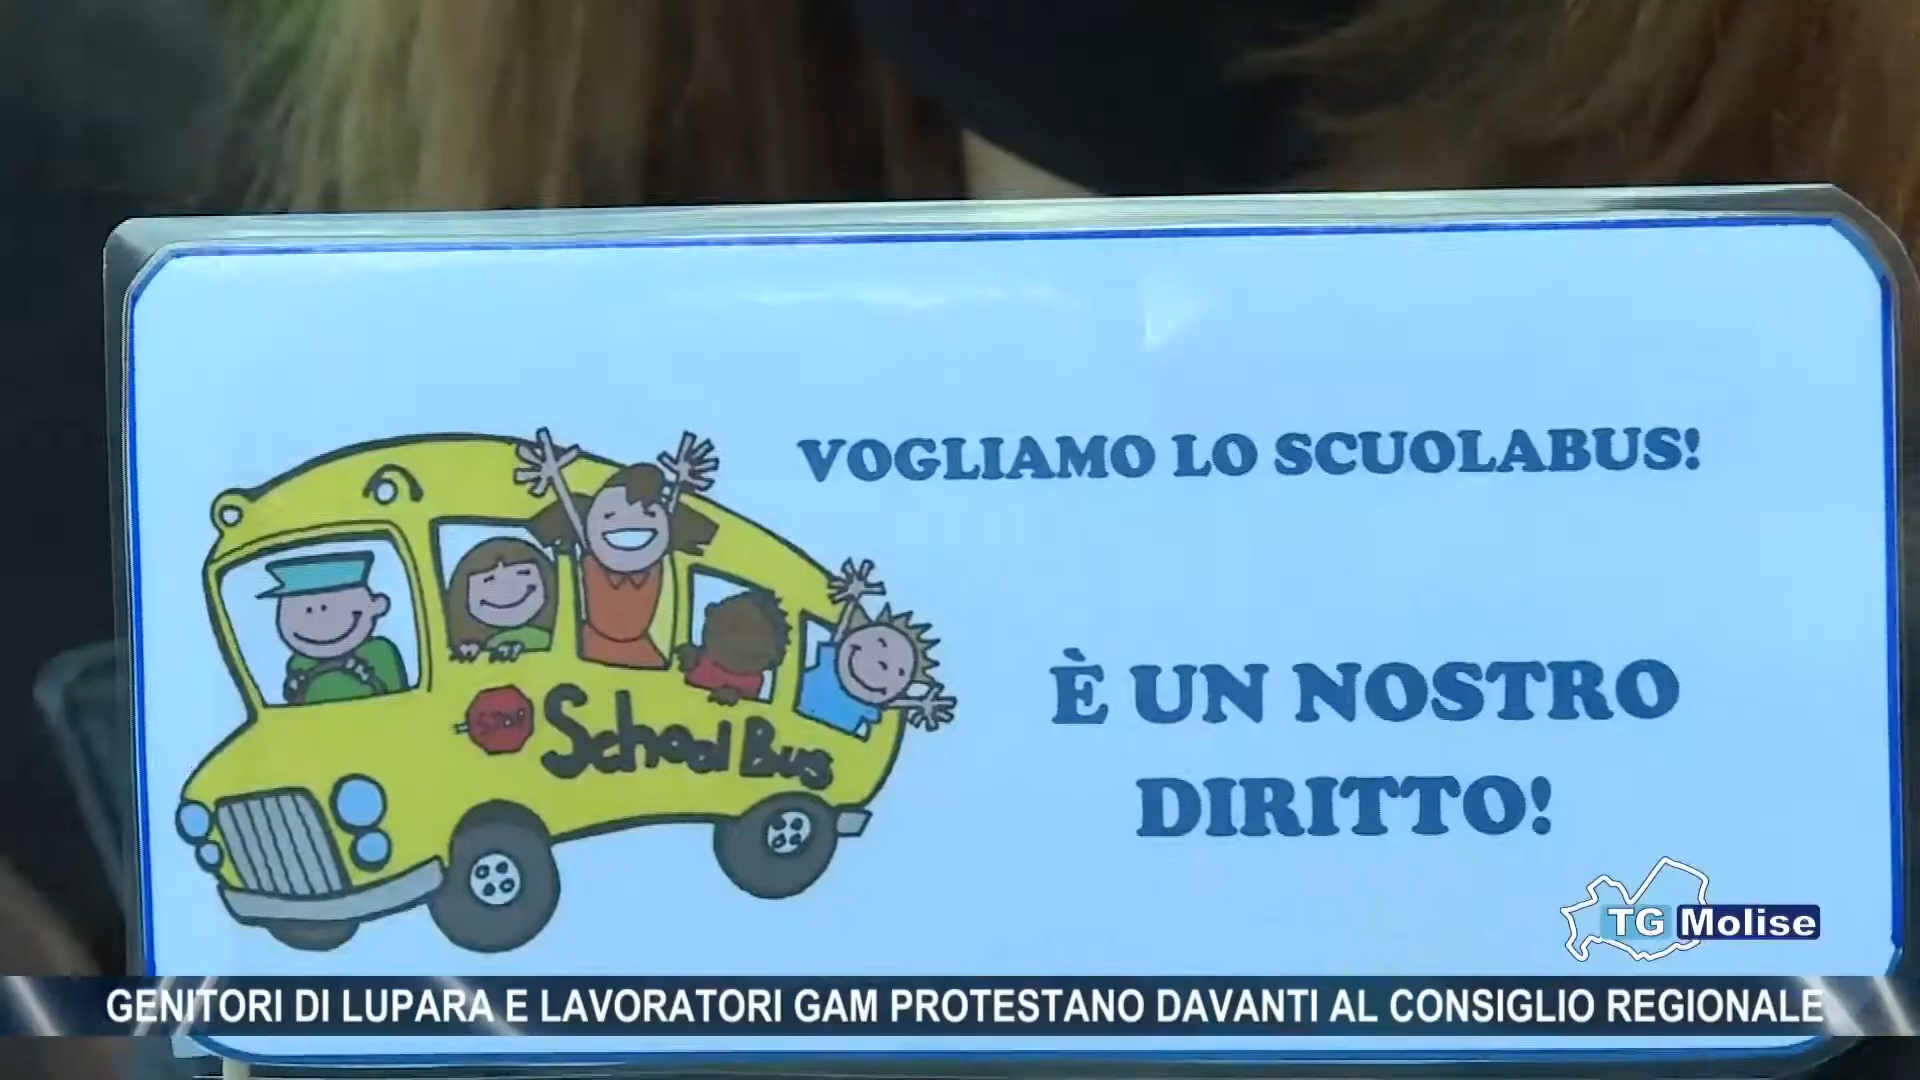 VOGLIAMO LO SCUOLABUS!
È UN NOSTRO
DIRITTO!
STOP
School Bus
TG Molise
GENITORI DI LUPARA E LAVORATORI GAM PROTESTANO DAVANTI AL CONSIGLIO REGIONALE